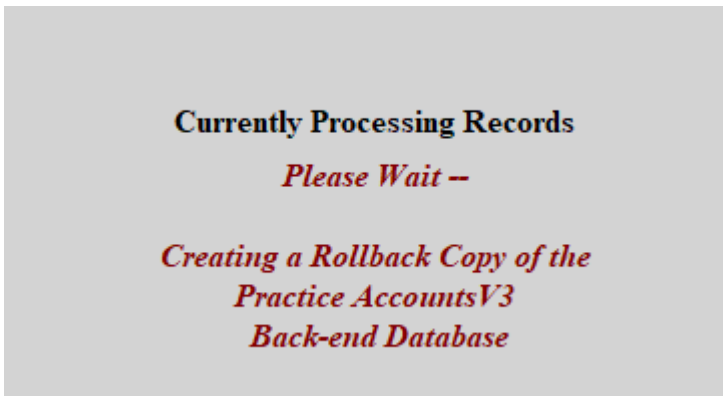 Currently Processing Records
Please Wait --
Creating a Rollback Copy of the
Practice AccountsV3
Back-end Database